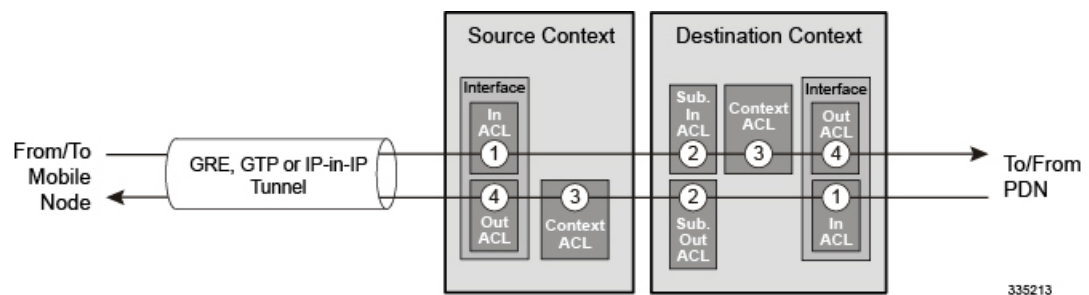 Source Context
Destination Context
Interface
In
ACL
1
4
Out
ACL
3
Context
ACL
Sub.
In
ACL
2
Context
ACL
3
Interface
Out
ACL
4
2
Sub.
Out
ACL
1
In
ACL
From/To
Mobile
Node
GRE, GTP or IP-in-IP
Tunnel
To/From
PDN
335213